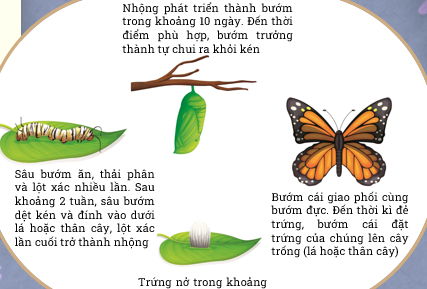 Nhộng phát triển thành bướm
trong khoảng 10 ngày. Đến thời
điểm phù hợp, bướm trưởng
thành tự chui ra khỏi kén
Sâu bướm ăn, thải phân
và lột xác nhiều lần. Sau
khoảng 2 tuần, sâu bướm
dệt kén và đính vào dưới
lá hoặc thân cây, lột xác
lần cuối trở thành nhộng
Bướm cái giao phối cùng
bướm đực. Đến thời kì đẻ
trứng, bướm cái đặt
trứng của chúng lên cây
trồng (lá hoặc thân cây)
Trứng nở trong khoảng